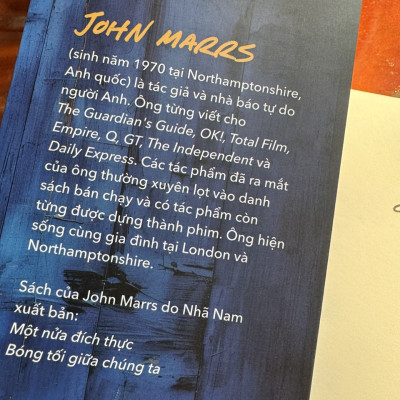 JOHN MARRS
(sinh năm 1970 tại Northamptonshire,
Anh quốc) là tác giả và nhà báo tự do
người Anh. Ông từng viết cho
The Guardian's Guide, OK!, Total Film,
Empire, Q, GT, The Independent và
Daily Express. Các tác phẩm đã ra mắt
của ông thường xuyên lọt vào danh
sách bán chạy và có tác phẩm còn
từng được dựng thành phim. Ông hiện
sống cùng gia đình tại London và
Northamptonshire.
Sách của John Marrs do Nhã Nam
xuất bản:
Một nửa đích thực
Bóng tối giữa chúng ta